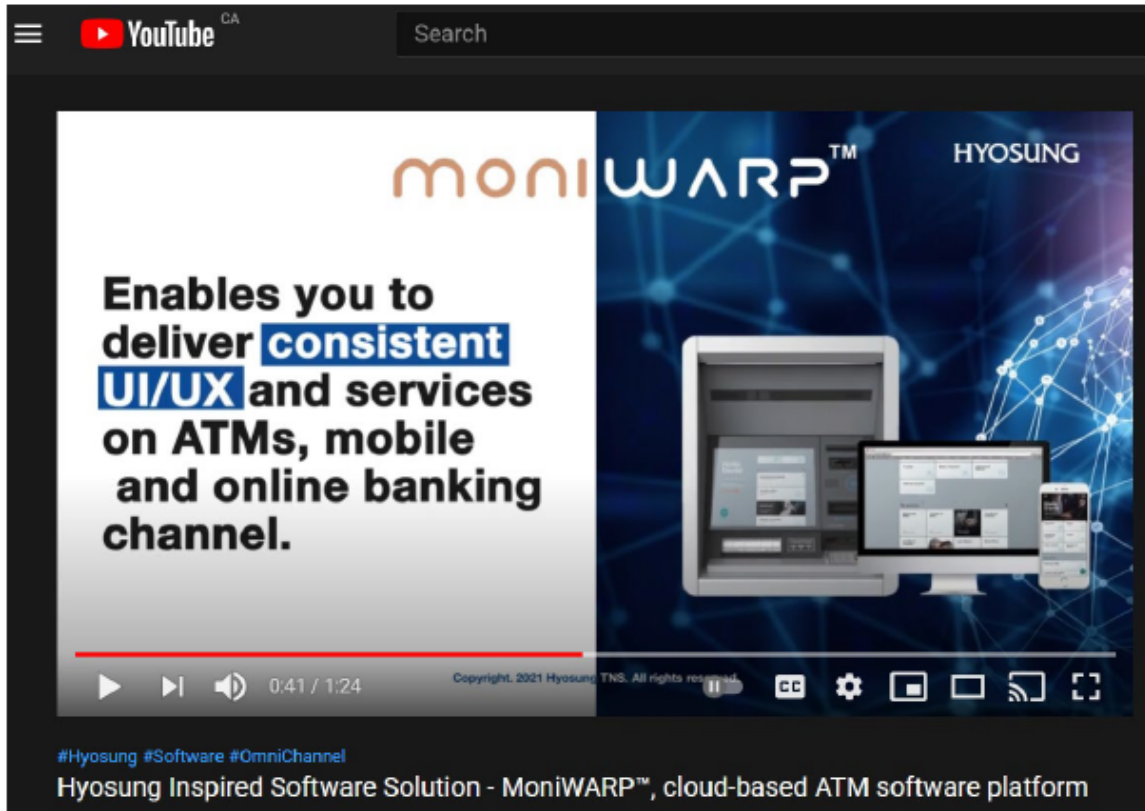 YouTube CA
Search
MONIWARP™
HYOSUNG
Enables you to
deliver consistent
UI/UX and services
on ATMs, mobile
and online banking
channel.
0:41 / 1:24
Copyright. 2021 Hyosung TNS. All rights reserved.
CC
#Hyosung #Software #OmniChannel
Hyosung Inspired Software Solution - MoniWARP™, cloud-based ATM software platform